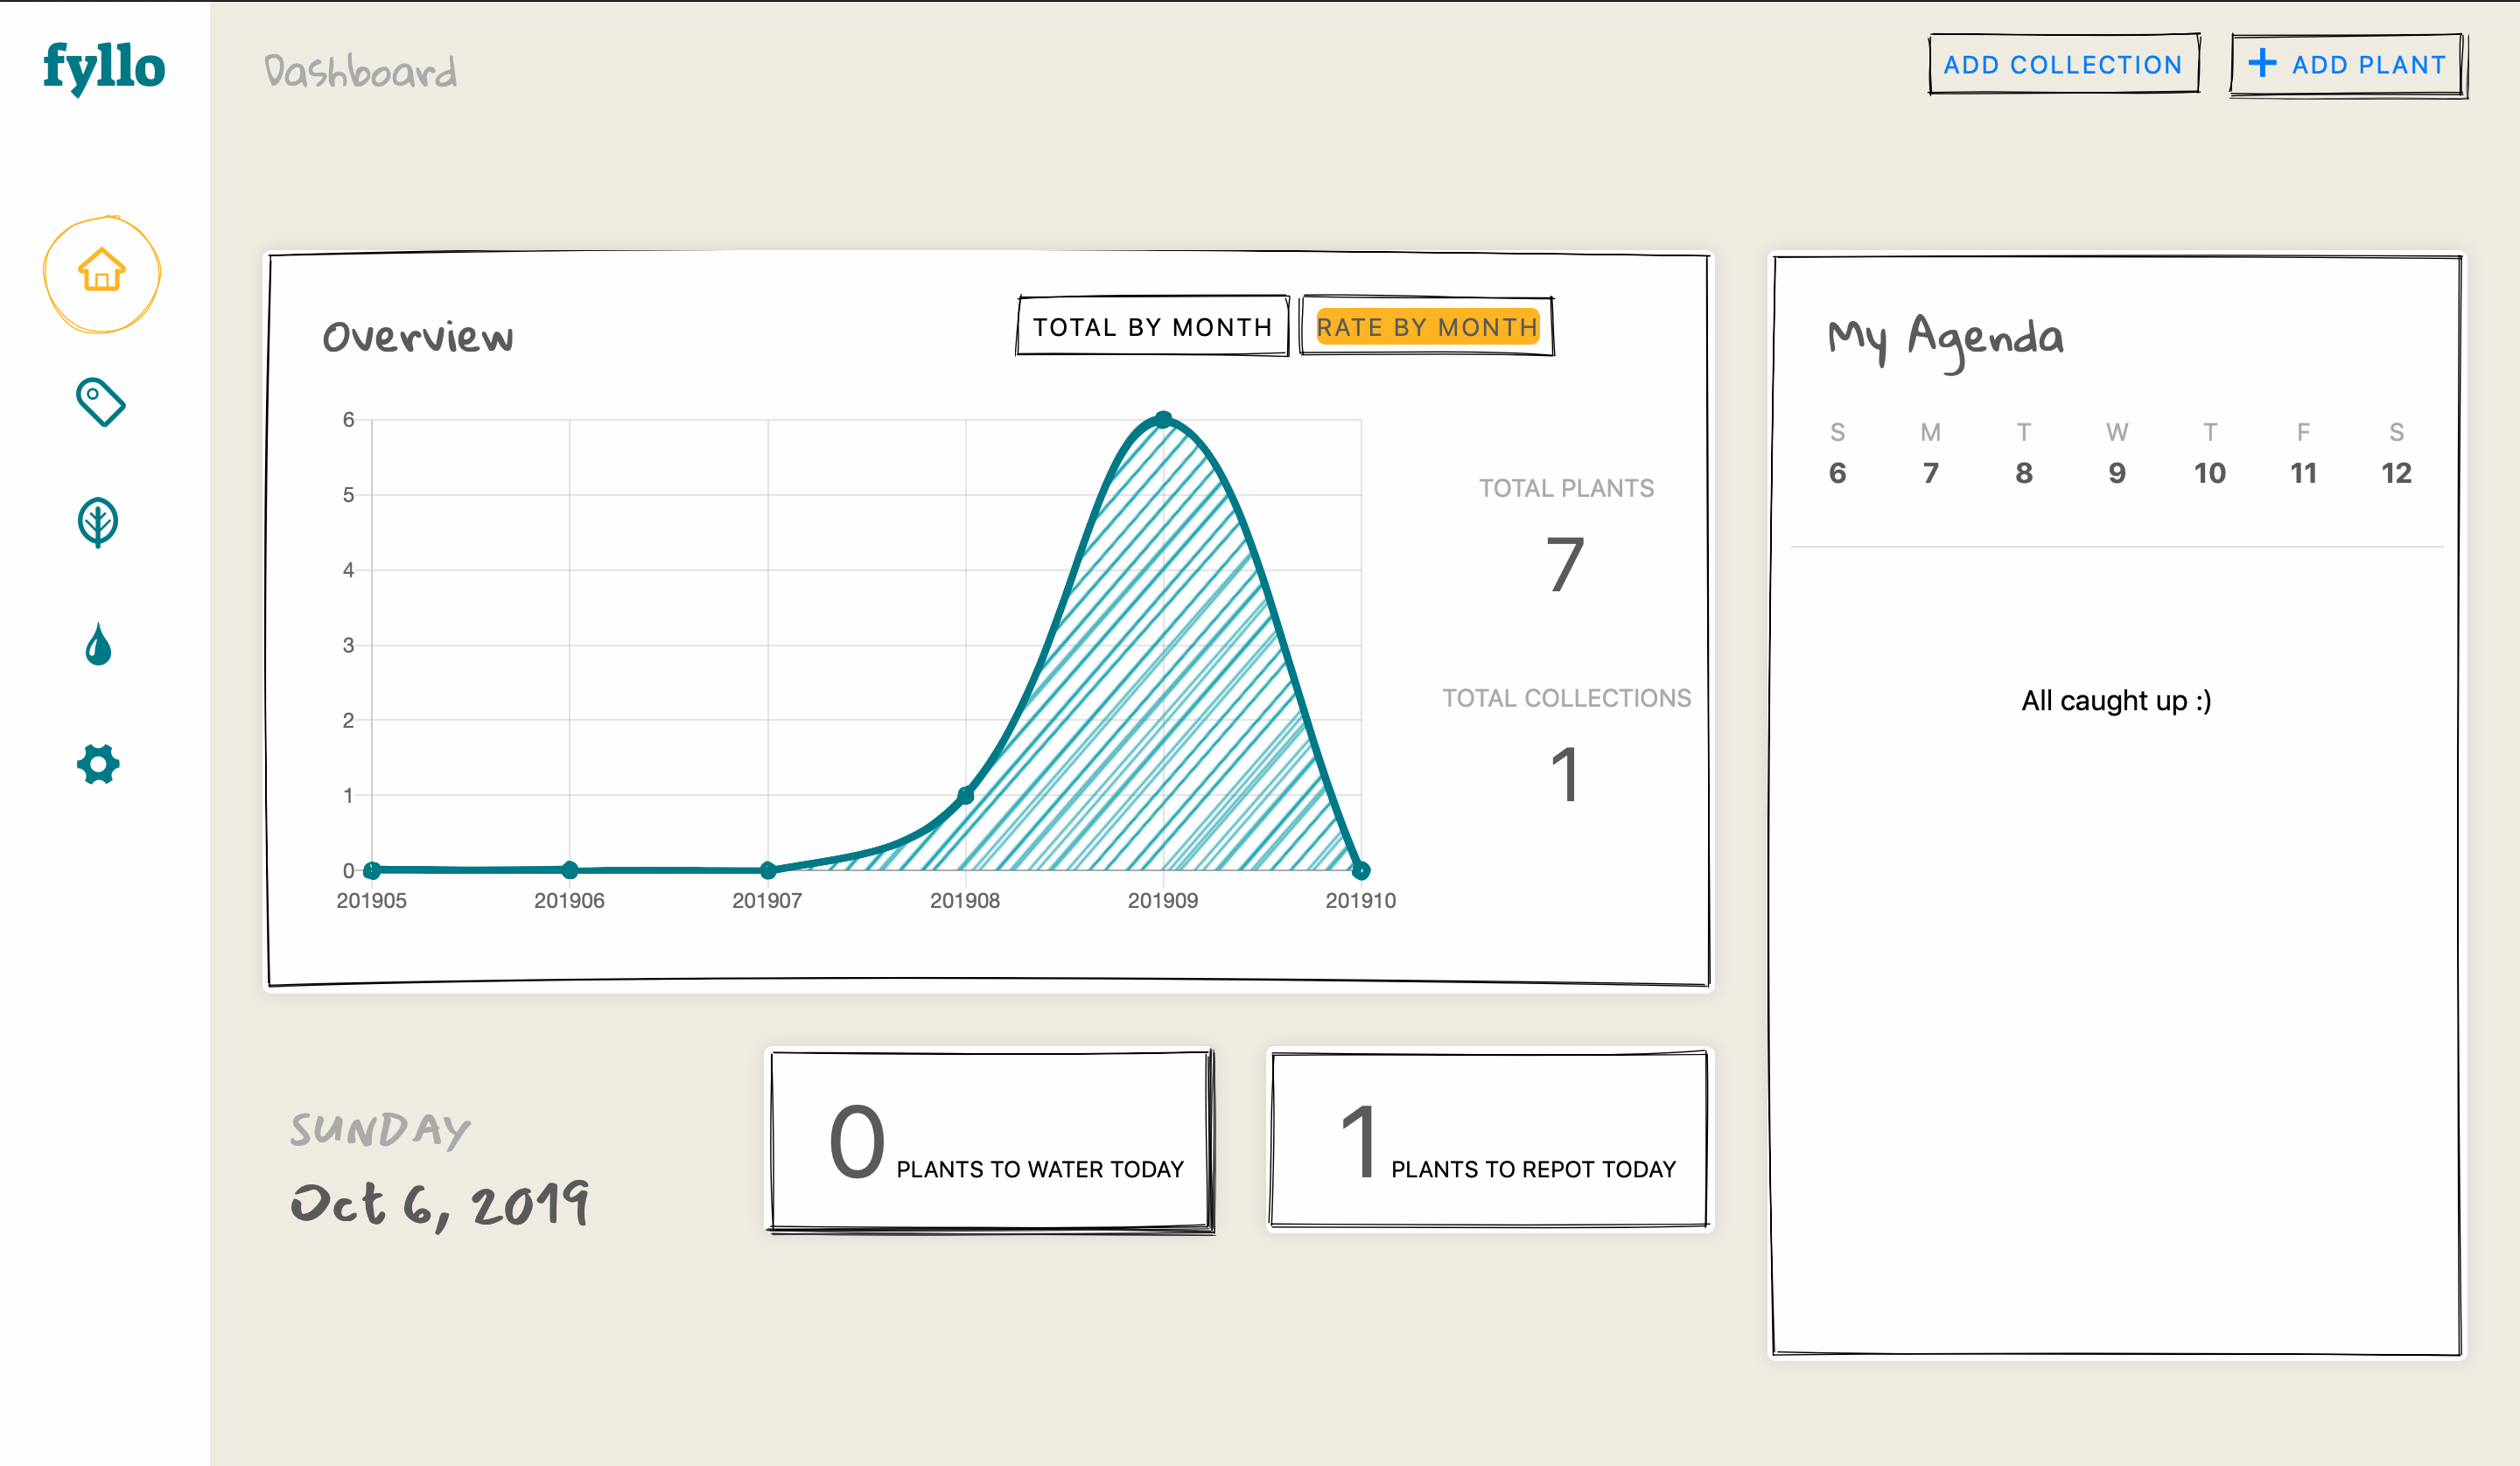 fyllo
Dashboard
ADD COLLECTION
+ ADD PLANT
Overview
TOTAL BY MONTH
RATE BY MONTH
6
5
4
3
2
1
0
201905 201906 201907 201908 201909 201910
TOTAL PLANTS
7
TOTAL COLLECTIONS
1
My Agenda
S M T W T F S
6 7 8 9 10 11 12
All caught up :)
SUNDAY
Oct 6, 2019
0 PLANTS TO WATER TODAY
1 PLANTS TO REPOT TODAY